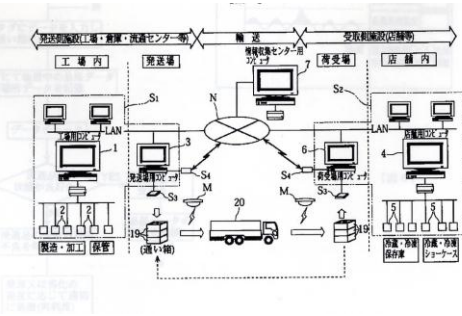 発送側施設(工場・倉庫・流通センター等)
輸送
受取側施設(店舗等)
工場内
発送場
情報収集センター用
コンピュータ
荷受場
店舗内
7
S1
S2
N
LAN
LAN
工場用コンピュータ
1
3
発送場用コンピュータ
6
荷受場用コンピュータ
店舗用コンピュータ
4
S4
S4
S3
S3
M
M
20
2
2
5
5
19
(通い箱)
19
製造・加工
保管
冷蔵・冷凍
保存庫
冷蔵・冷凍
ショーケース